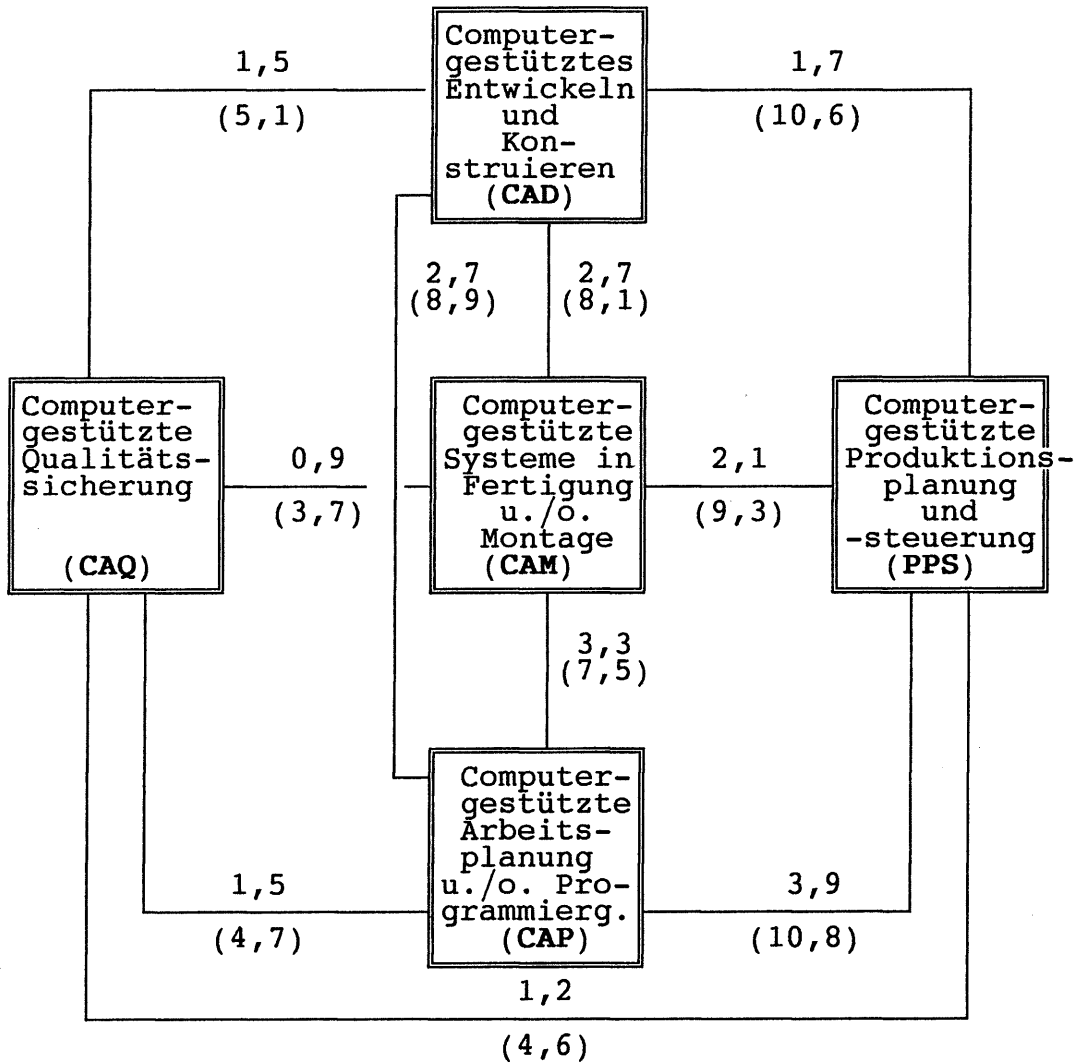 Computer-
gestütztes
Entwickeln
und
Kon-
struieren
(CAD)
1,5
(5,1)
1,7
(10,6)
2,7
(8,9)
2,7
(8,1)
Computer-
gestützte
Qualitäts-
sicherung
(CAQ)
0,9
(3,7)
Computer-
gestützte
Systeme in
Fertigung
u./o.
Montage
(CAM)
2,1
(9,3)
Computer-
gestützte
Produktions-
planung
und
-steuerung
(PPS)
3,3
(7,5)
Computer-
gestützte
Arbeits-
planung
u./o. Pro-
grammierg.
(CAP)
1,5
(4,7)
3,9
(10,8)
1,2
(4,6)